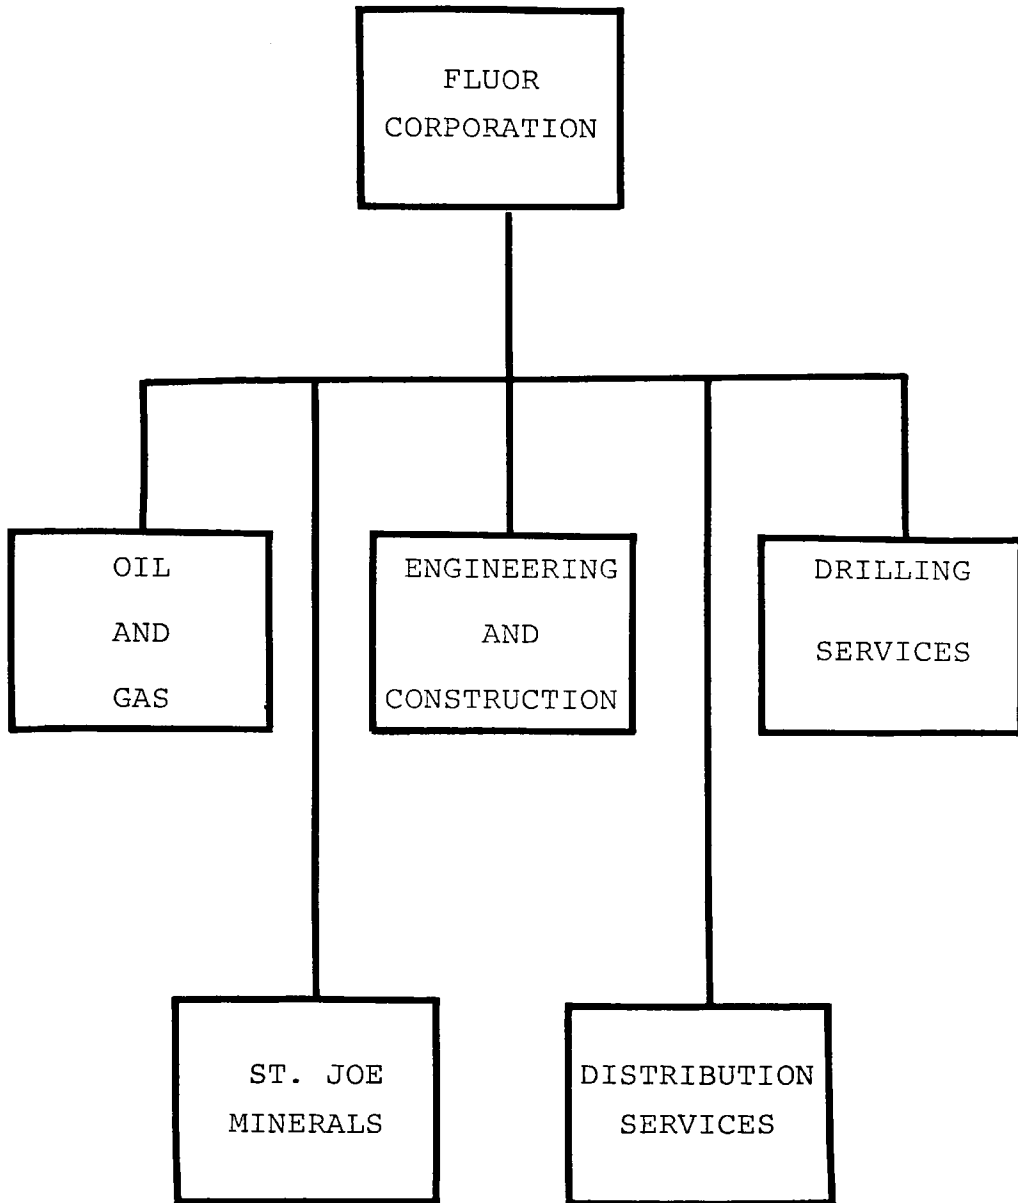 FLUOR
CORPORATION
OIL
AND
GAS
ENGINEERING
AND
CONSTRUCTION
DRILLING
SERVICES
ST. JOE
MINERALS
DISTRIBUTION
SERVICES